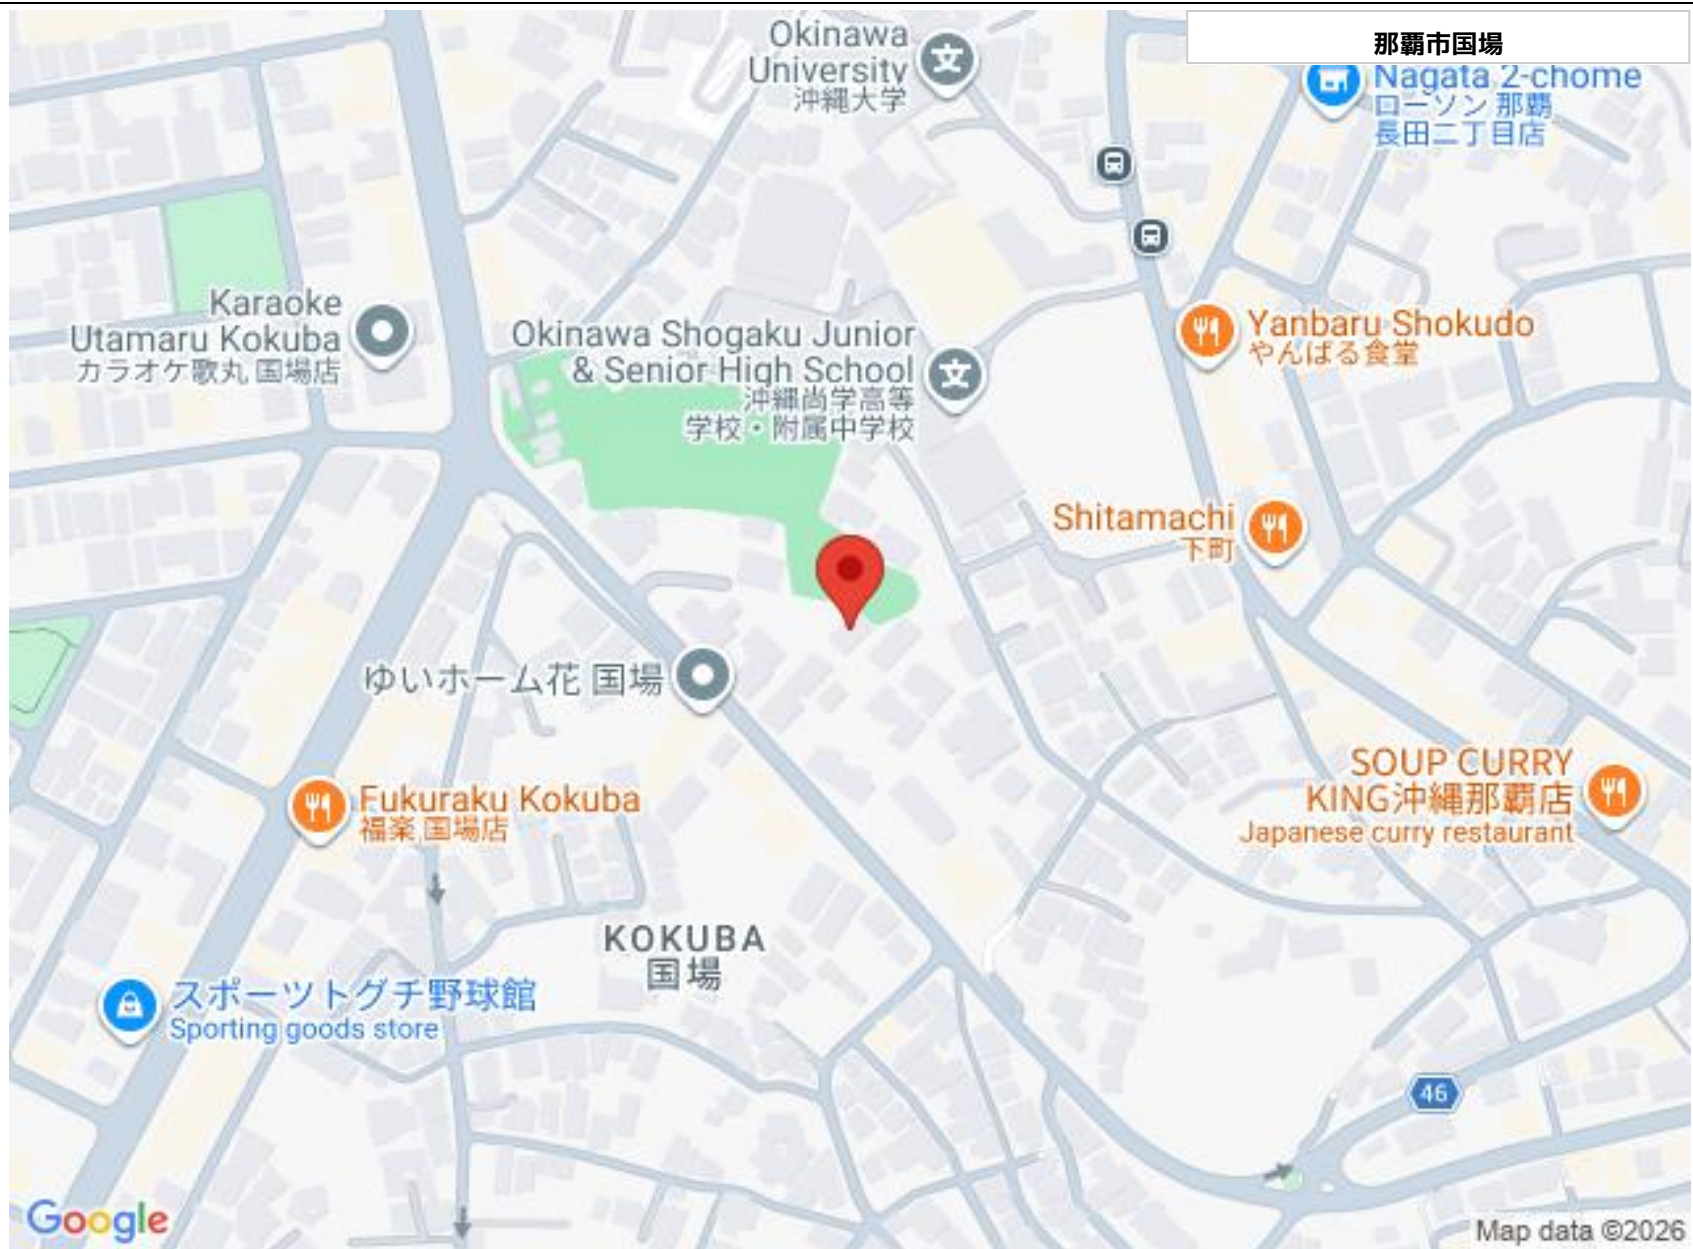 那覇市国場
Okinawa
University
沖縄大学
Nagata 2-chome
ローソン 那覇
長田二丁目店
Karaoke
Utamaru Kokuba
カラオケ歌丸 国場店
Okinawa Shogaku Junior
& Senior High School
沖縄尚学高等
学校・附属中学校
Yanbaru Shokudo
やんばる食堂
Shitamachi
下町
ゆいホーム花 国場
SOUP CURRY
KING沖縄那覇店
Japanese curry restaurant
Fukuraku Kokuba
福楽 国場店
KOKUBA
国場
スポーツトグチ野球館
Sporting goods store
46
Google
Map data ©2026